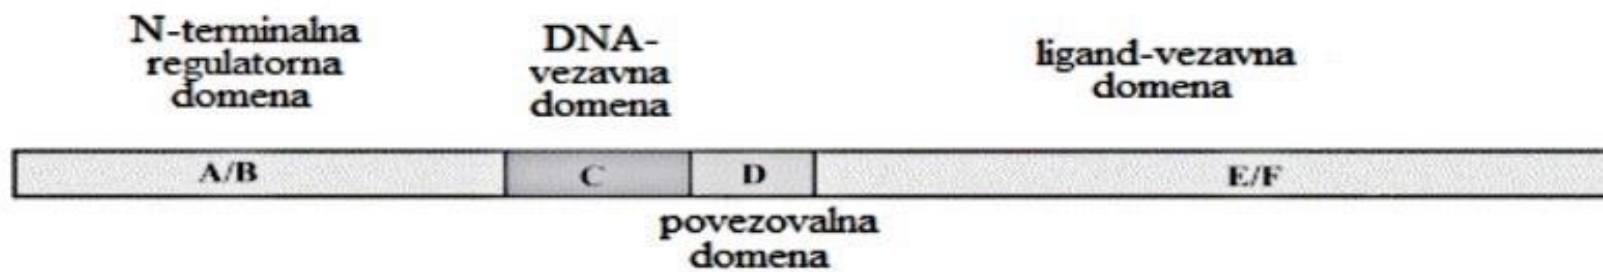 N-terminalna
regulatorna
domena
DNA-
vezavna
domena
ligand-vezavna
domena
A/B
C
D
E/F
povezovalna
domena